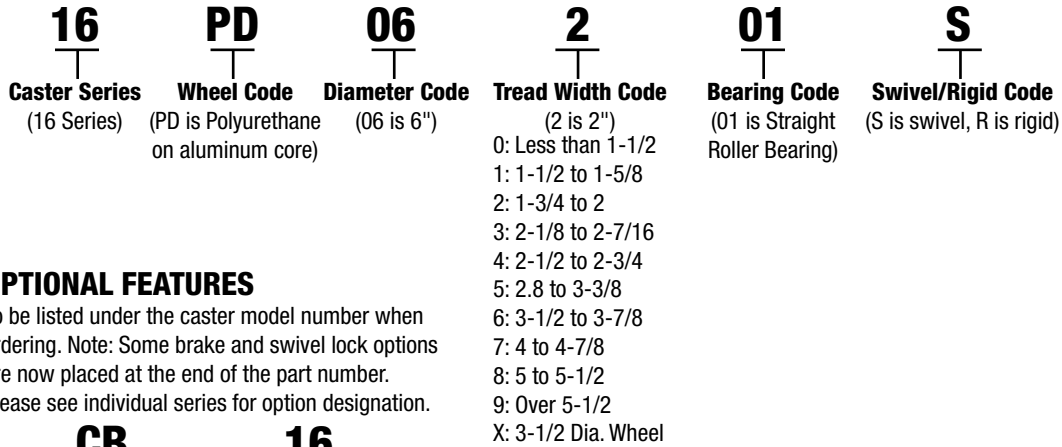 16 PD 06 2 01 S
Caster Series Wheel Code Diameter Code Tread Width Code Bearing Code Swivel/Rigid Code
(16 Series) (PD is Polyurethane (06 is 6") (2 is 2") (01 is Straight (S is swivel, R is rigid)
on aluminum core) Roller Bearing)
0: Less than 1-1/2
1: 1-1/2 to 1-5/8
2: 1-3/4 to 2
3: 2-1/8 to 2-7/16
4: 2-1/2 to 2-3/4
5: 2.8 to 3-3/8
6: 3-1/2 to 3-7/8
7: 4 to 4-7/8
8: 5 to 5-1/2
9: Over 5-1/2
X: 3-1/2 Dia. Wheel
PTIONAL FEATURES
o be listed under the caster model number when
dering. Note: Some brake and swivel lock options
e now placed at the end of the part number.
ease see individual series for option designation.
CB 16